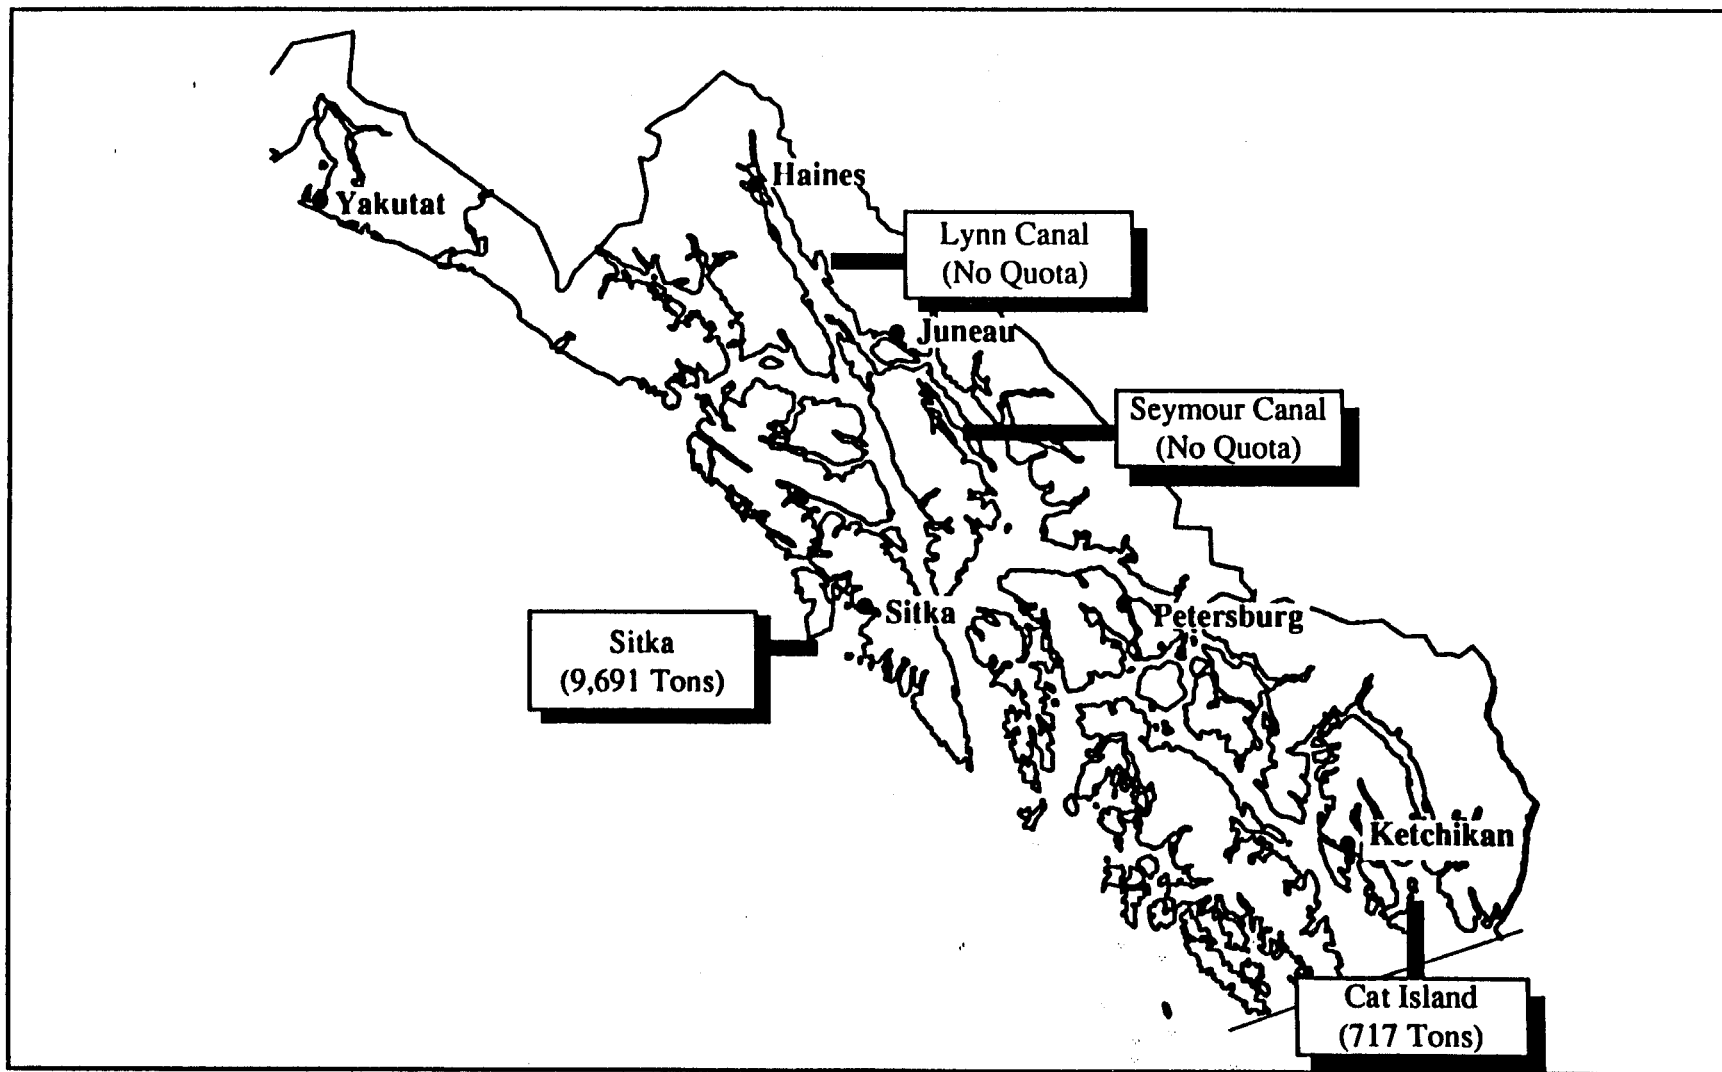 Haines
Yakutat
Lynn Canal
(No Quota)
Juneau
Seymour Canal
(No Quota)
Sitka
Petersburg
Sitka
(9,691 Tons)
Ketchikan
Cat Island
(717 Tons)